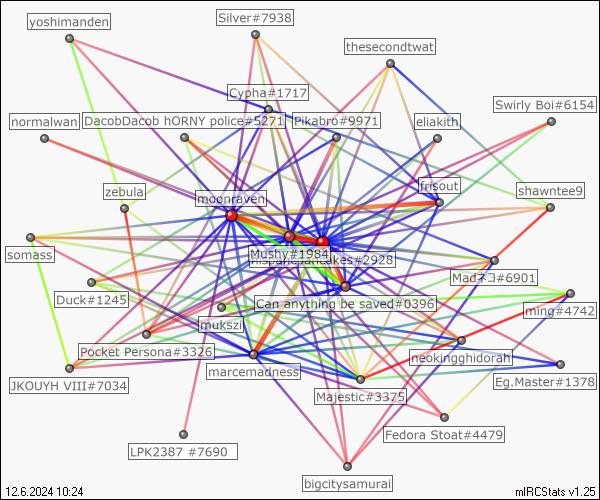 Silver#7938
yoshimanden
thesecondtwat
Cypha#1717
Swirly Boi#6154
normalwan
DacobDacob hORNY police#5271
Pikabro#9971
eliakith
zebula
moonraven
frisout
shawntee9
somass
Mushy#1984
cakes#2928
Madネコ#6901
Duck#1245
Can anything be saved#0396
ming#4742
mukszi
Pocket Persona#3326
neokingghidorah
marcemadness
JKOUYH VIII#7034
Majestic#3375
Eg.Master#1378
Fedora Stoat#4479
LPK2387 #7690
bigcitysamurai
12.6.2024 10:24
mIRCStats v1.25